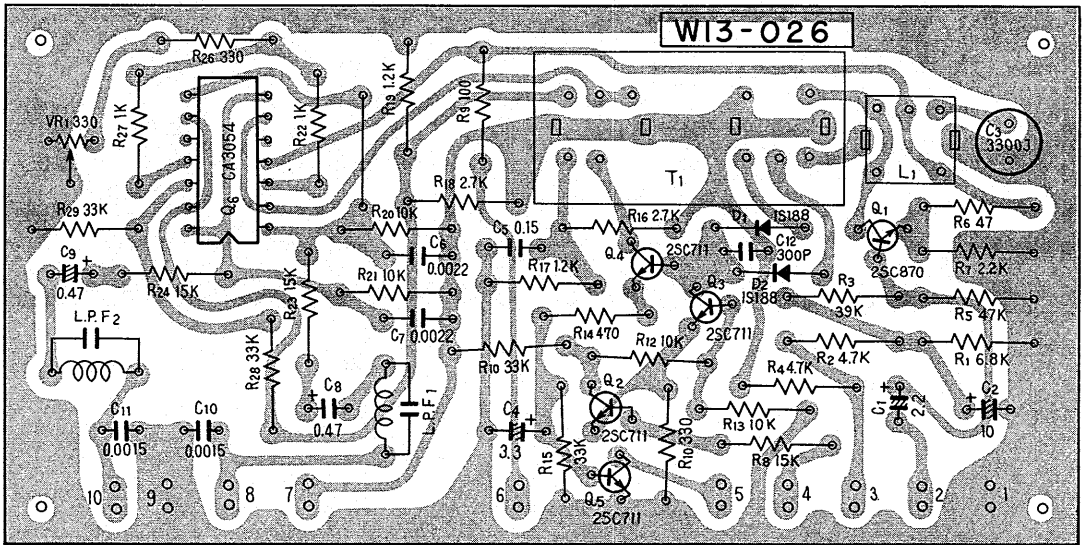 W13-026
R26 330
VR1 330
R27 1K
CA3054
Q6
R22 1K
R19 1.2K
R9 100
T1
L1
C3
33003
R29 33K
R18 2.7K
R20 10K
C6
0.0022
C5 0.15
R16 2.7K
D1
1S188
Q1
2SC870
R6 47
C9
0.47
R24 15K
R23 15K
R21 10K
R17 1.2K
Q4
2SC711
C12
300P
D2
1S188
R7 2.2K
L.P.F2
C7 0.0022
R14 470
Q3
2SC711
R3
39K
R5 47K
R28 33K
R10 33K
R12 10K
R2 4.7K
R1 6.8K
C8
0.47
L.P.F1
Q2
2SC711
R4 4.7K
C1
2.2
C2
10
C11
0.0015
C10
0.0015
C4
3.3
R15
33K
R10 330
R13 10K
R8 15K
Q5
2SC711
10 9 8 7 6 5 4 3 2 1